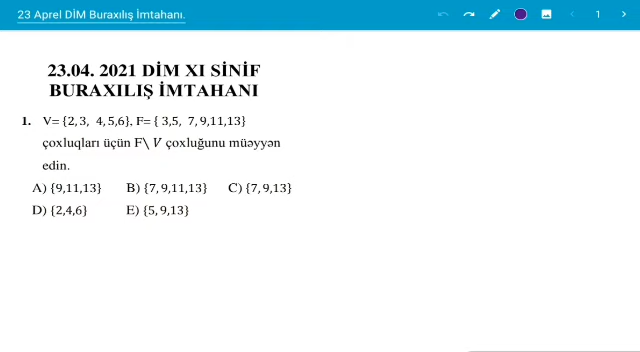 23 Aprel DİM Buraxılış İmtahanı.
1
23.04. 2021 DİM XI SİNİF
BURAXILIŞ İMTAHANI
1. V= {2, 3, 4, 5,6}, F= { 3,5, 7, 9,11,13}
çoxluqları üçün F\ V çoxluğunu müəyyən
edin.
A) {9,11,13} B) {7, 9,11,13} C) {7, 9,13}
D) {2,4,6} E) {5, 9,13}